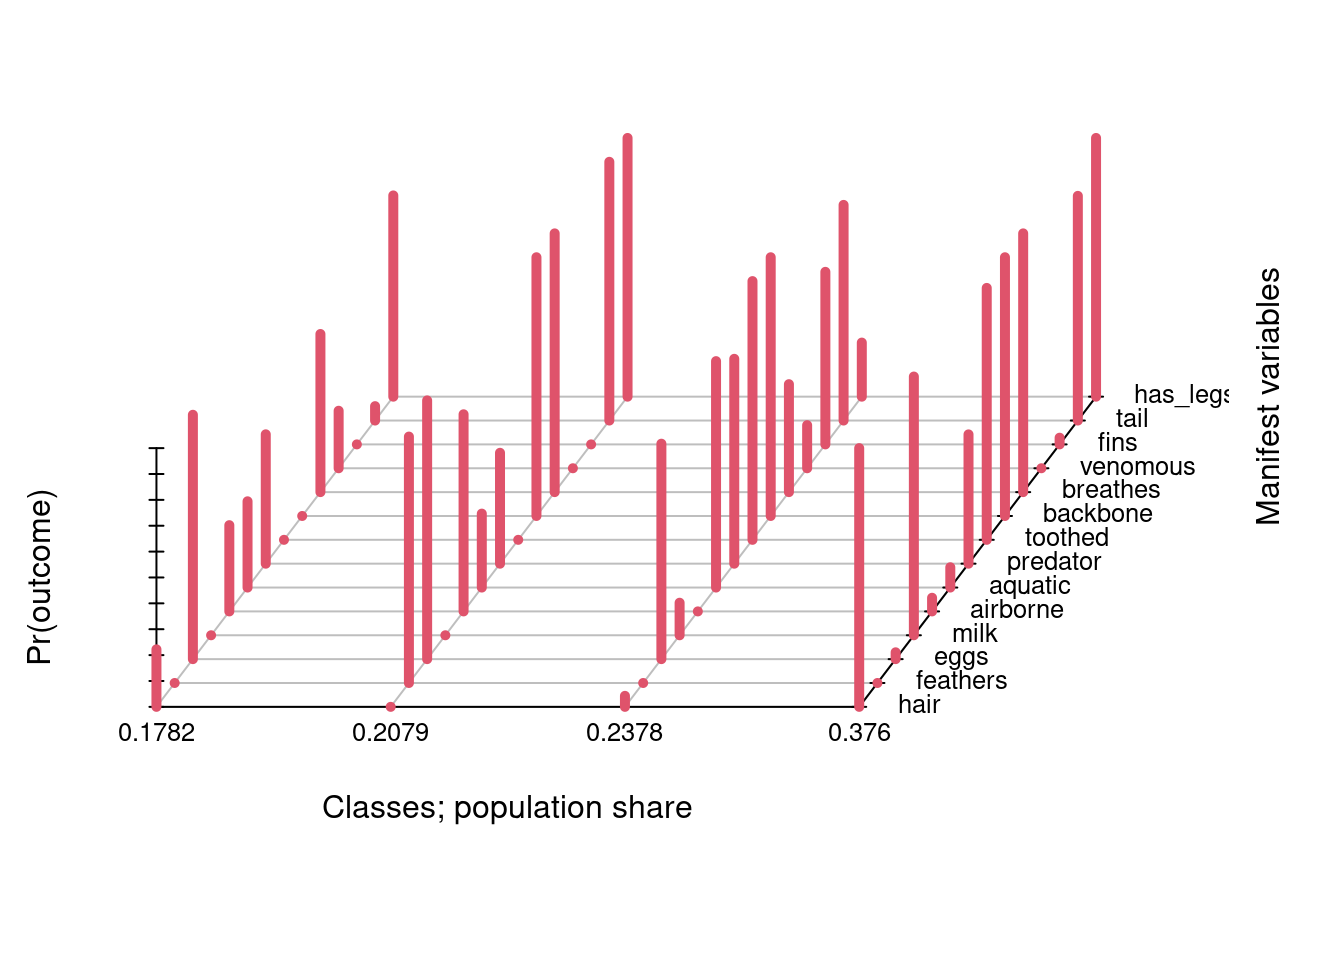 Pr(outcome)
Manifest variables
has_legs
tail
fins
venomous
breathes
backbone
toothed
predator
aquatic
airborne
milk
eggs
feathers
hair
0.1782 0.2079 0.2378 0.376
Classes; population share